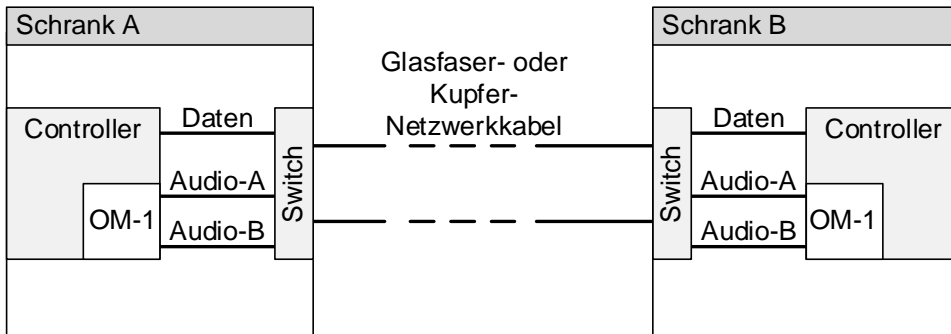 Schrank A
Schrank B
Glasfaser- oder
Kupfer-
Netzwerkkabel
Controller
Daten
Switch
Audio-A
OM-1
Audio-B
Switch
Daten
Controller
Audio-A
OM-1
Audio-B